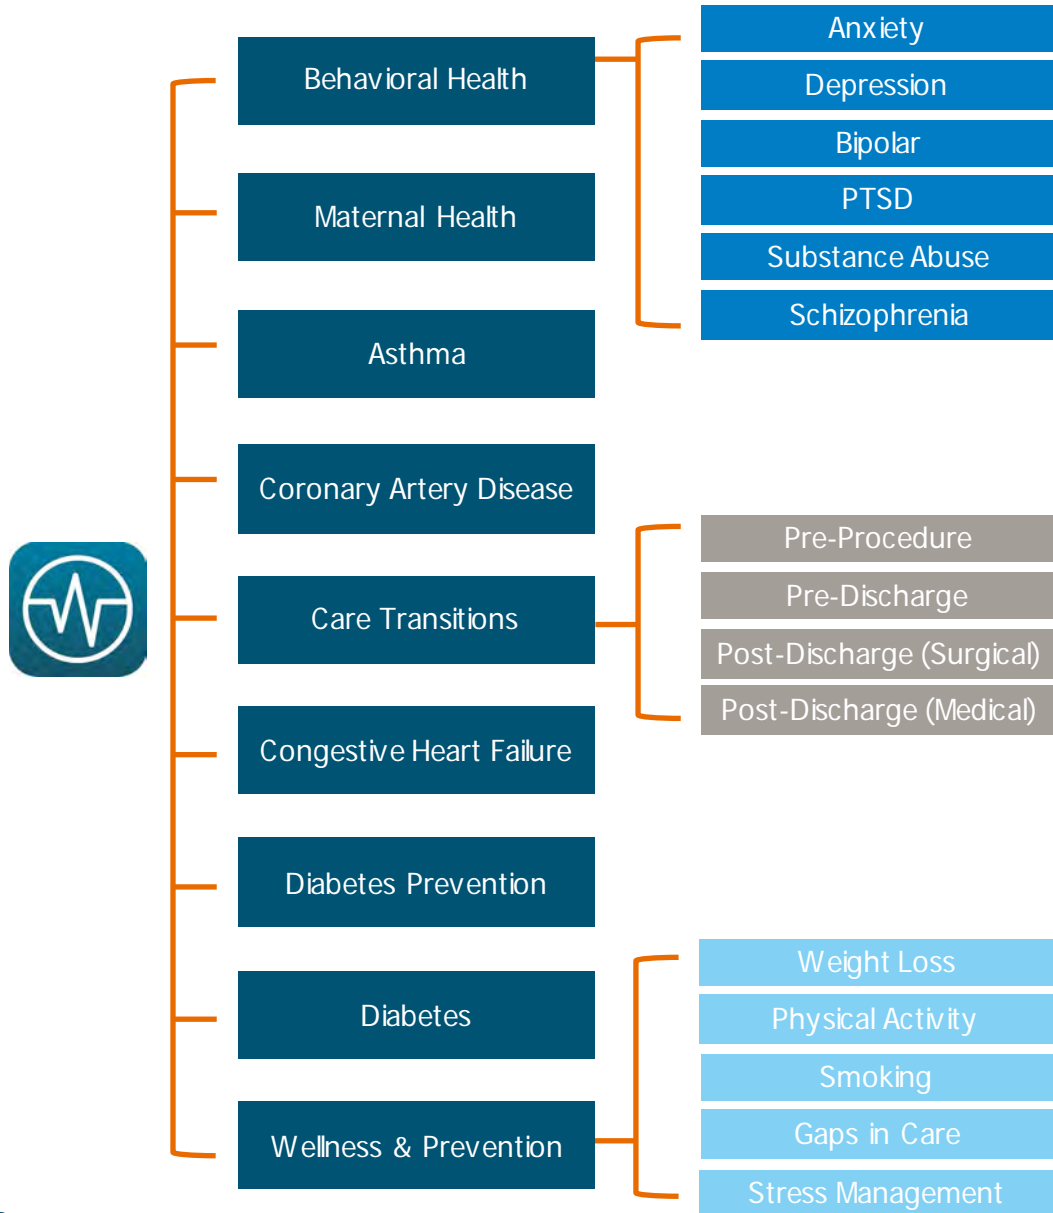 Behavioral Health
Anxiety
Depression
Bipolar
PTSD
Substance Abuse
Schizophrenia
Maternal Health
Asthma
Coronary Artery Disease
Care Transitions
Pre-Procedure
Pre-Discharge
Post-Discharge (Surgical)
Post-Discharge (Medical)
Congestive Heart Failure
Diabetes Prevention
Diabetes
Wellness & Prevention
Weight Loss
Physical Activity
Smoking
Gaps in Care
Stress Management